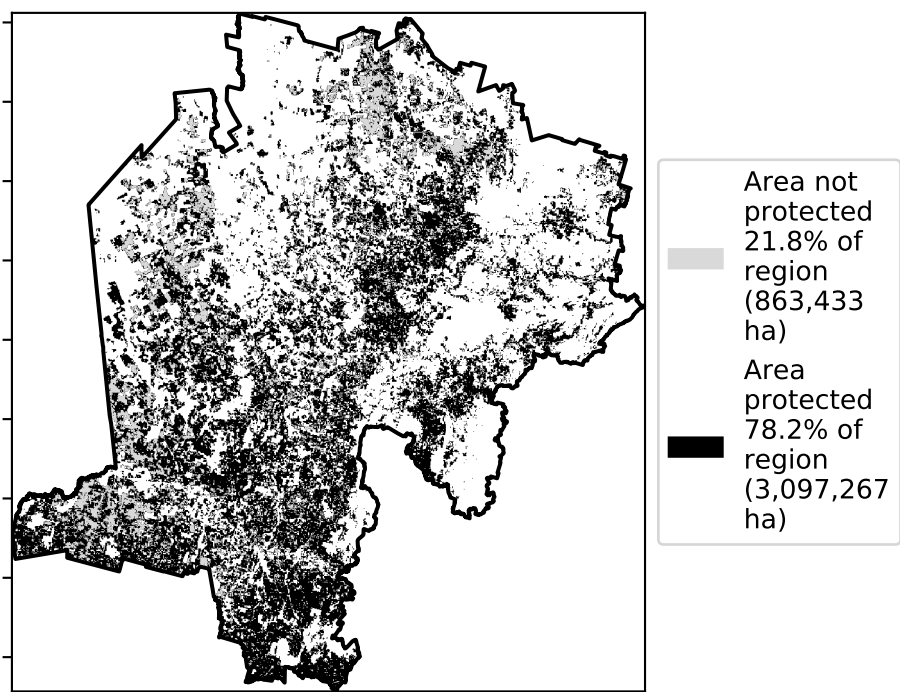 Area not
protected
21.8% of
region
(863,433
ha)
Area
protected
78.2% of
region
(3,097,267
ha)